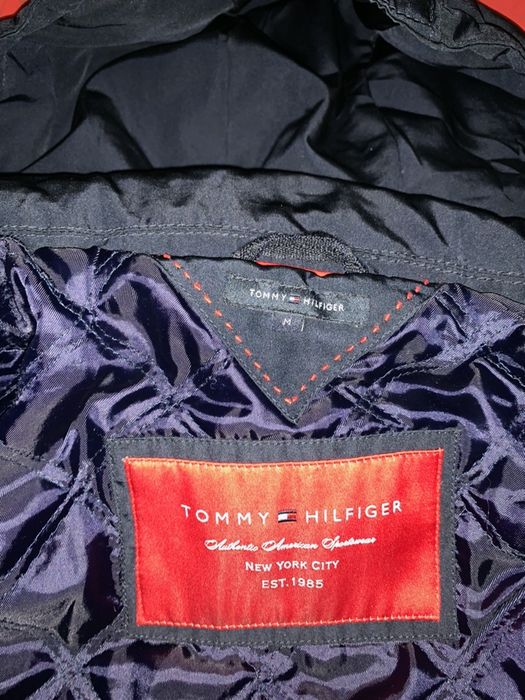 TOMMY HILFIGER
M
TOMMY HILFIGER
Authentic American Sportswear
NEW YORK CITY
EST. 1985